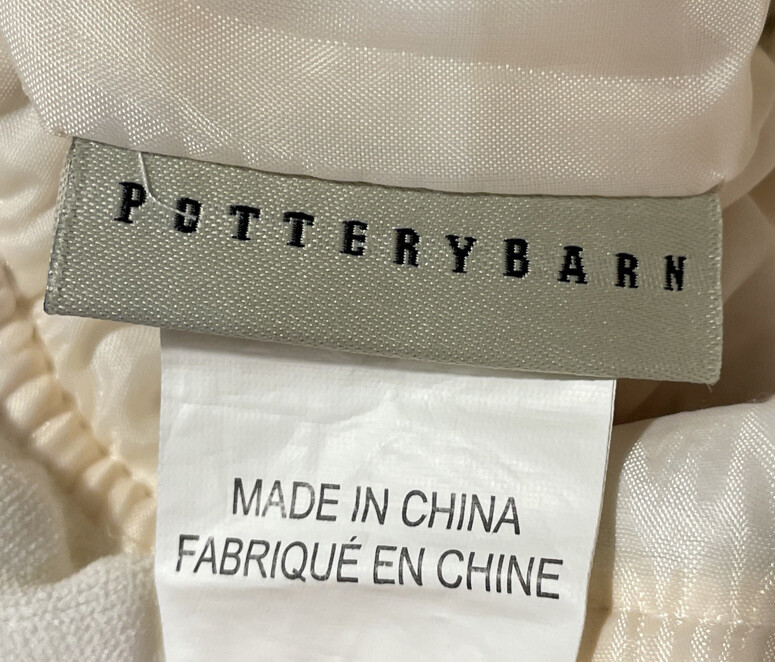 POTTERYBARN
MADE IN CHINA
FABRIQUÉ EN CHINE